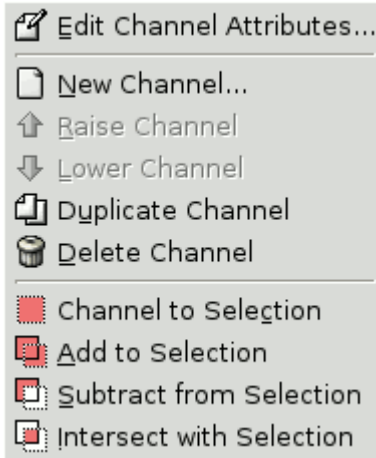 Edit Channel Attributes...
New Channel...
Raise Channel
Lower Channel
Duplicate Channel
Delete Channel
Channel to Selection
Add to Selection
Subtract from Selection
Intersect with Selection